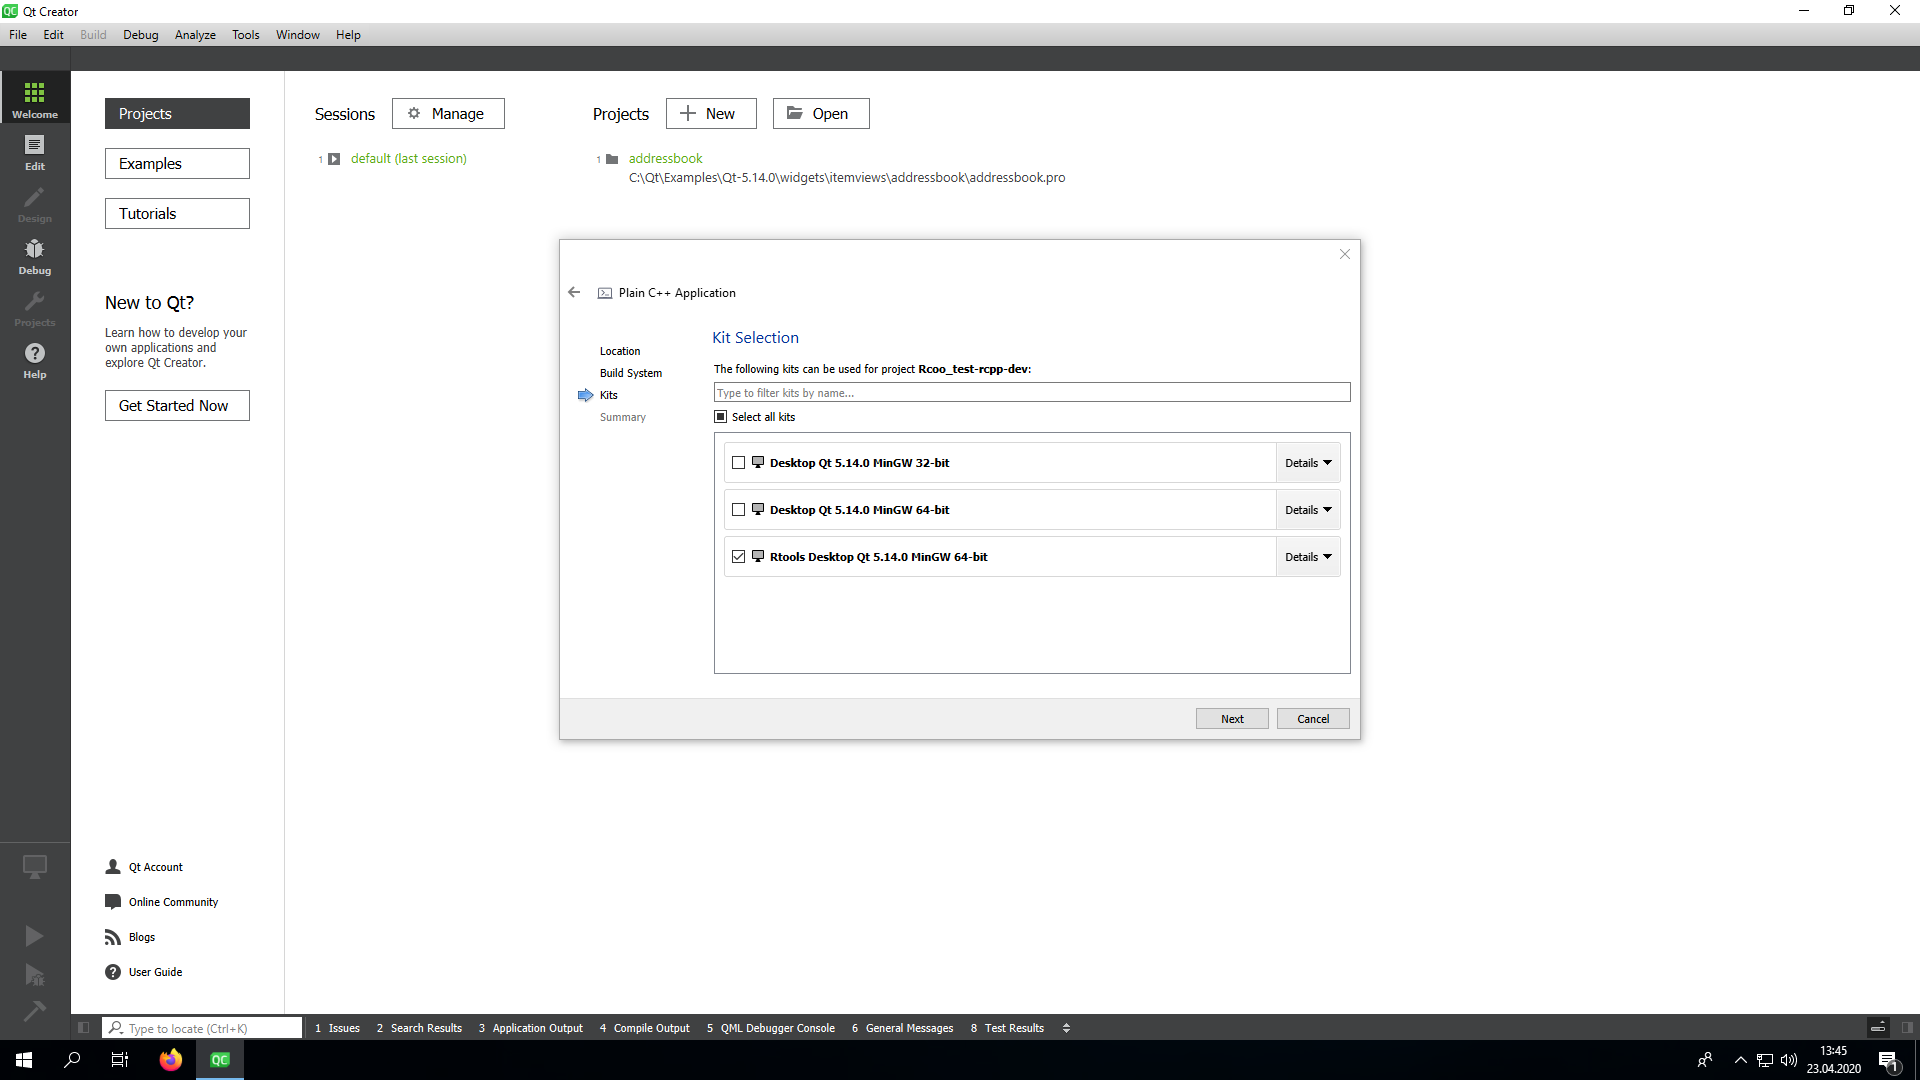 QC Qt Creator
File Edit Build Debug Analyze Tools Window Help
Welcome
Edit
Design
Debug
Projects
Help
Projects
Examples
Tutorials
New to Qt?
Learn how to develop your
own applications and
explore Qt Creator.
Get Started Now
Qt Account
Online Community
Blogs
User Guide
Sessions Manage
1 default (last session)
Projects New Open
1 addressbook
C:\Qt\Examples\Qt-5.14.0\widgets\itemviews\addressbook\addressbook.pro
Plain C++ Application
Location
Build System
Kits
Summary
Kit Selection
The following kits can be used for project Rcoo_test-rcpp-dev:
Type to filter kits by name...
Select all kits
Desktop Qt 5.14.0 MinGW 32-bit Details
Desktop Qt 5.14.0 MinGW 64-bit Details
Rtools Desktop Qt 5.14.0 MinGW 64-bit Details
Next Cancel
Type to locate (Ctrl+K) 1 Issues 2 Search Results 3 Application Output 4 Compile Output 5 QML Debugger Console 6 General Messages 8 Test Results
QC
13:45
23.04.2020
1